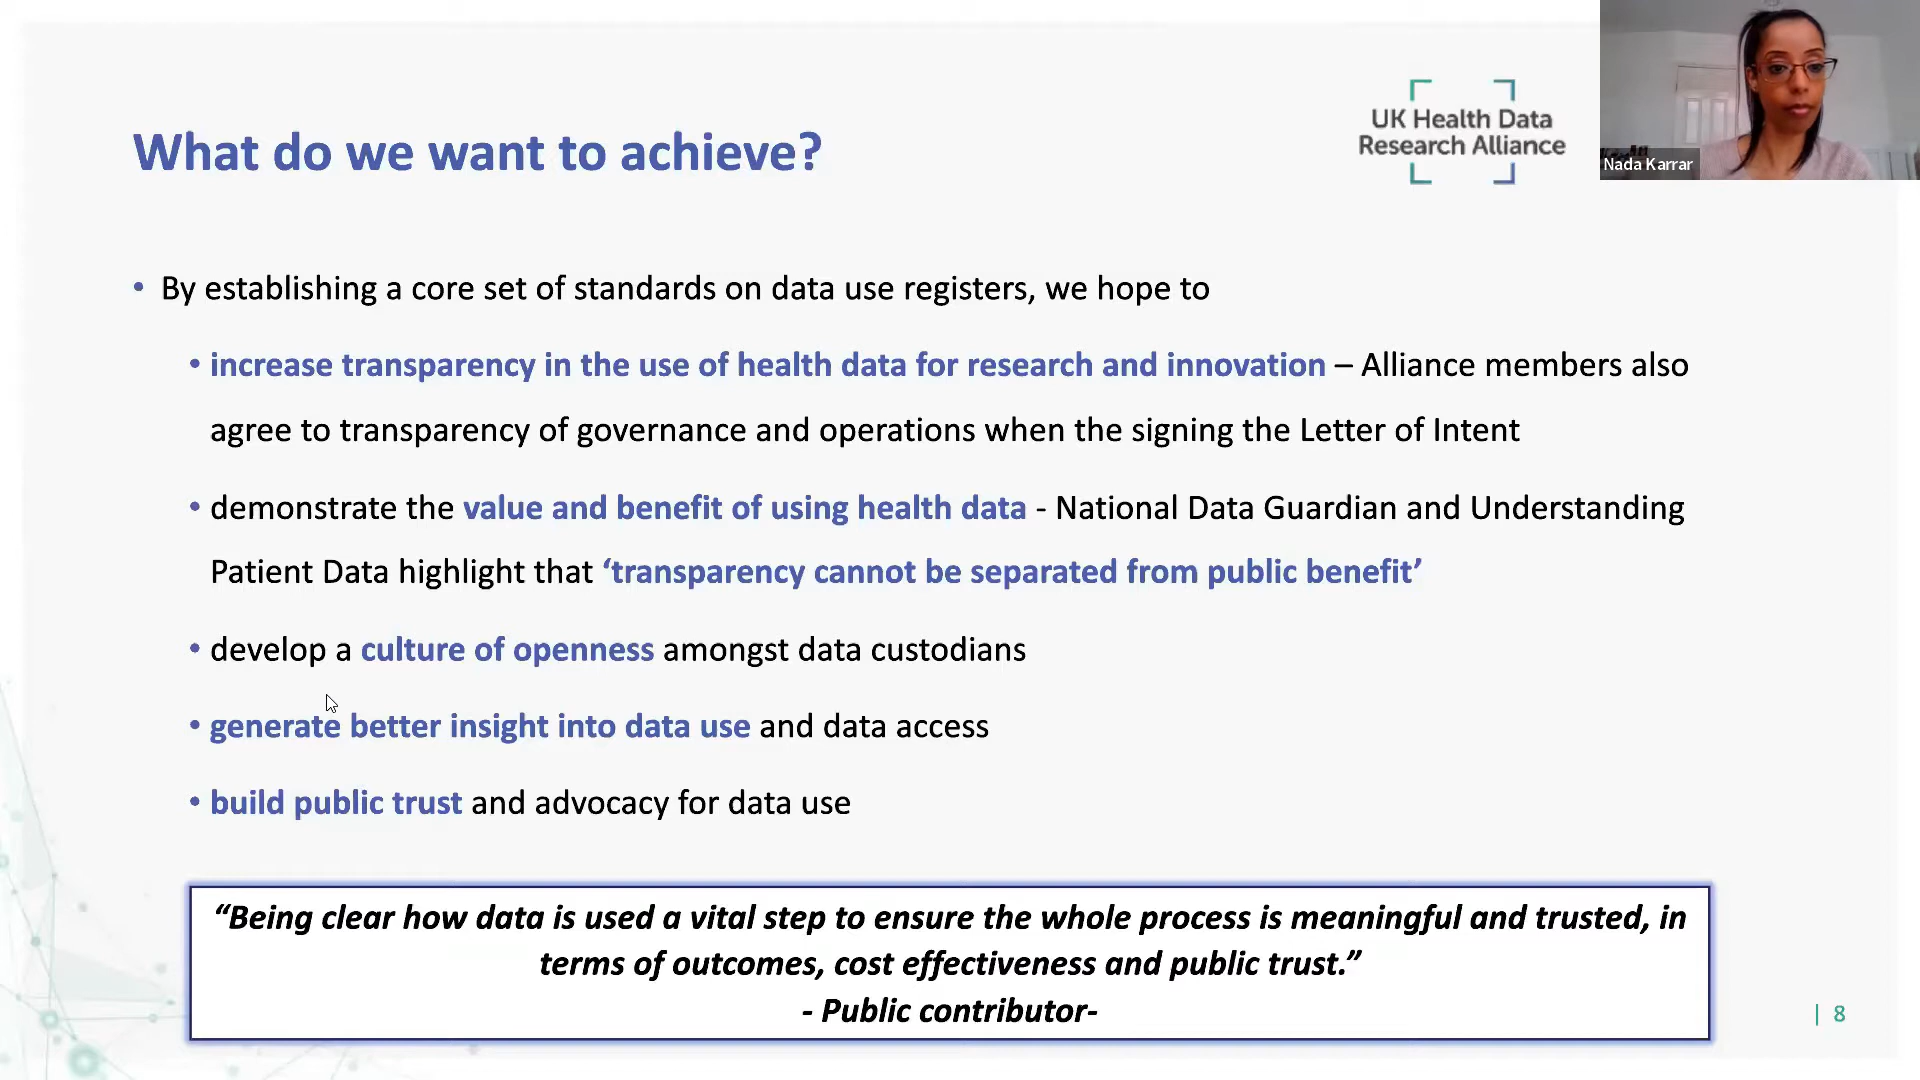 What do we want to achieve?
UK Health Data
Research Alliance
Nada Karrar
• By establishing a core set of standards on data use registers, we hope to
• increase transparency in the use of health data for research and innovation – Alliance members also
agree to transparency of governance and operations when the signing the Letter of Intent
• demonstrate the value and benefit of using health data - National Data Guardian and Understanding
Patient Data highlight that ‘transparency cannot be separated from public benefit’
• develop a culture of openness amongst data custodians
• generate better insight into data use and data access
• build public trust and advocacy for data use
“Being clear how data is used a vital step to ensure the whole process is meaningful and trusted, in
terms of outcomes, cost effectiveness and public trust.”
- Public contributor-
| 8